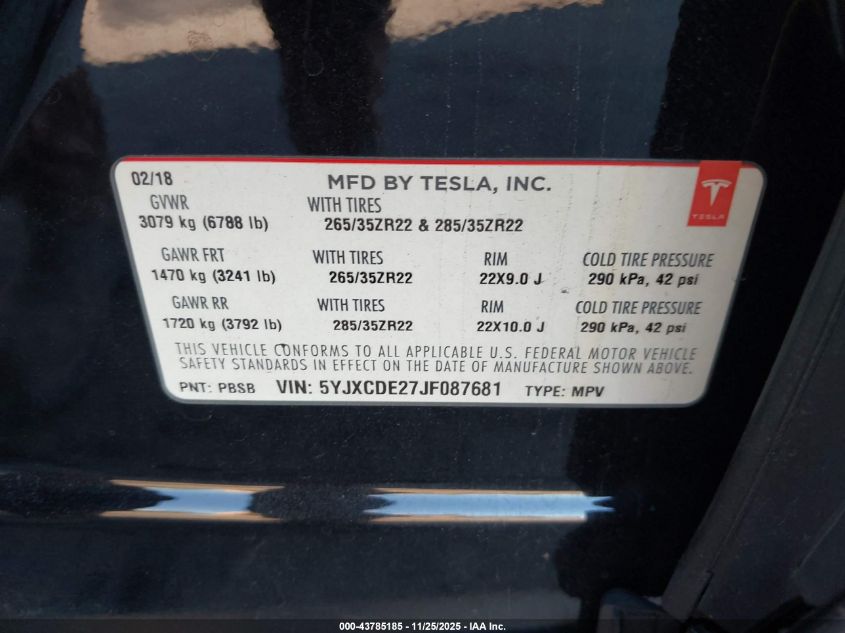 02/18 MFD BY TESLA, INC.
GVWR WITH TIRES
3079 kg (6788 lb) 265/35ZR22 & 285/35ZR22
TESLA
GAWR FRT WITH TIRES RIM COLD TIRE PRESSURE
1470 kg (3241 lb) 265/35ZR22 22X9.0 J 290 kPa, 42 psi
GAWR RR WITH TIRES RIM COLD TIRE PRESSURE
1720 kg (3792 lb) 285/35ZR22 22X10.0 J 290 kPa, 42 psi
THIS VEHICLE CONFORMS TO ALL APPLICABLE U.S. FEDERAL MOTOR VEHICLE
SAFETY STANDARDS IN EFFECT ON THE DATE OF MANUFACTURE SHOWN ABOVE.
PNT: PBSB VIN: 5YJXCDE27JF087681 TYPE: MPV
000-43785185 - 11/25/2025 - IAA Inc.